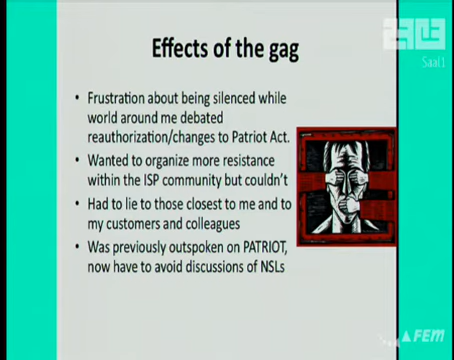 Effects of the gag
Saal1
• Frustration about being silenced while
world around me debated
reauthorization/changes to Patriot Act.
• Wanted to organize more resistance
within the ISP community but couldn't
• Had to lie to those closest to me and to
my customers and colleagues
• Was previously outspoken on PATRIOT,
now have to avoid discussions of NSLs
FEM